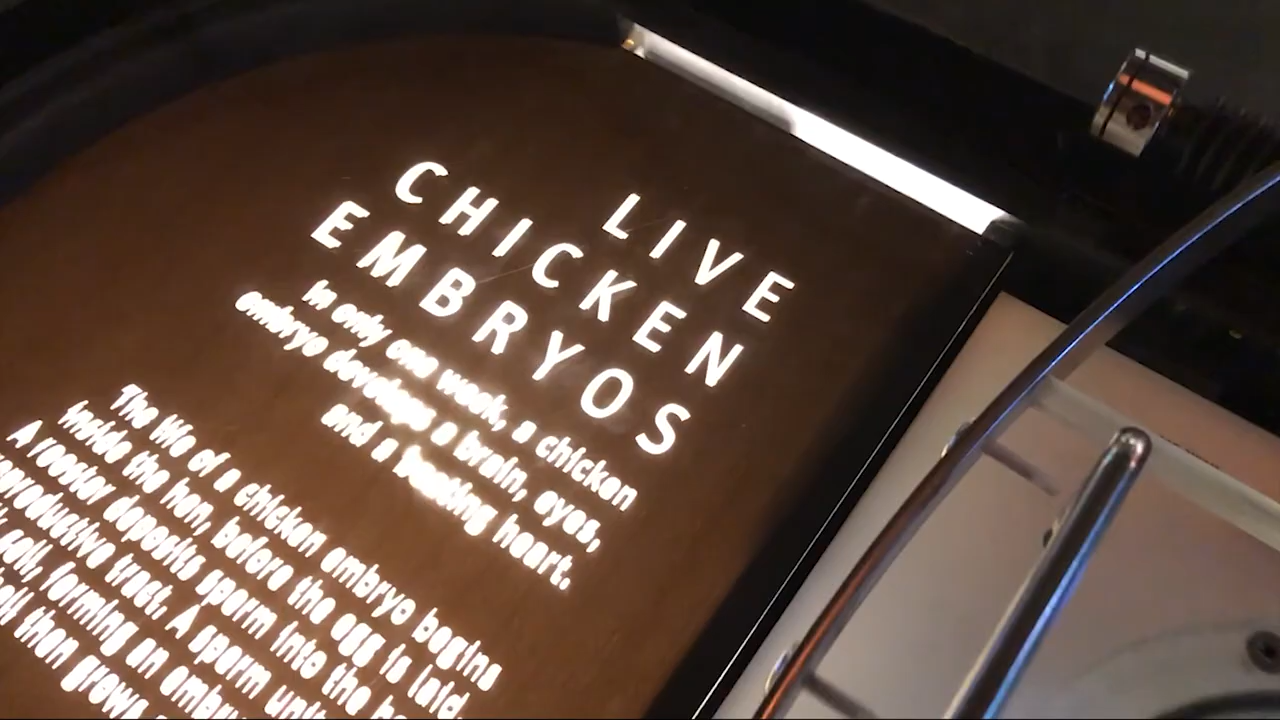 LIVE
CHICKEN
EMBRYOS
In only one week, a chicken
embryo develops a brain, eyes,
and a beating heart.
The life of a chicken embryo begins
inside the hen, before the egg is laid.
A rooster deposits sperm into the
reproductive tract. A sperm
cell, forming an
then grows